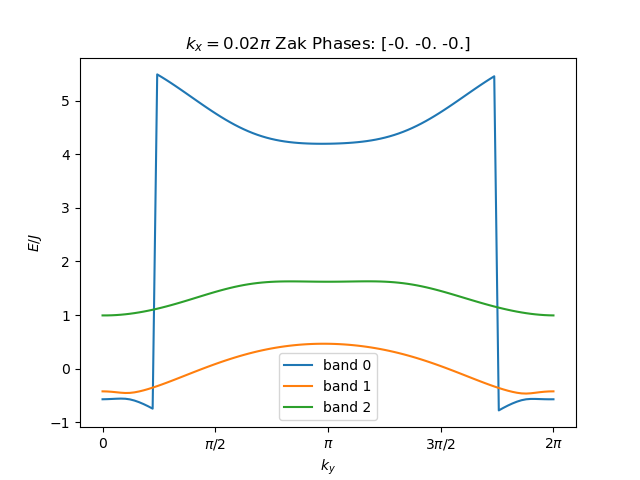 $k_x = 0.02\pi$ Zak Phases: [-0. -0. -0.]
E/J
5
4
3
2
1
0
−1
band 0
band 1
band 2
0
π/2
π
3π/2
2π
$k_y$